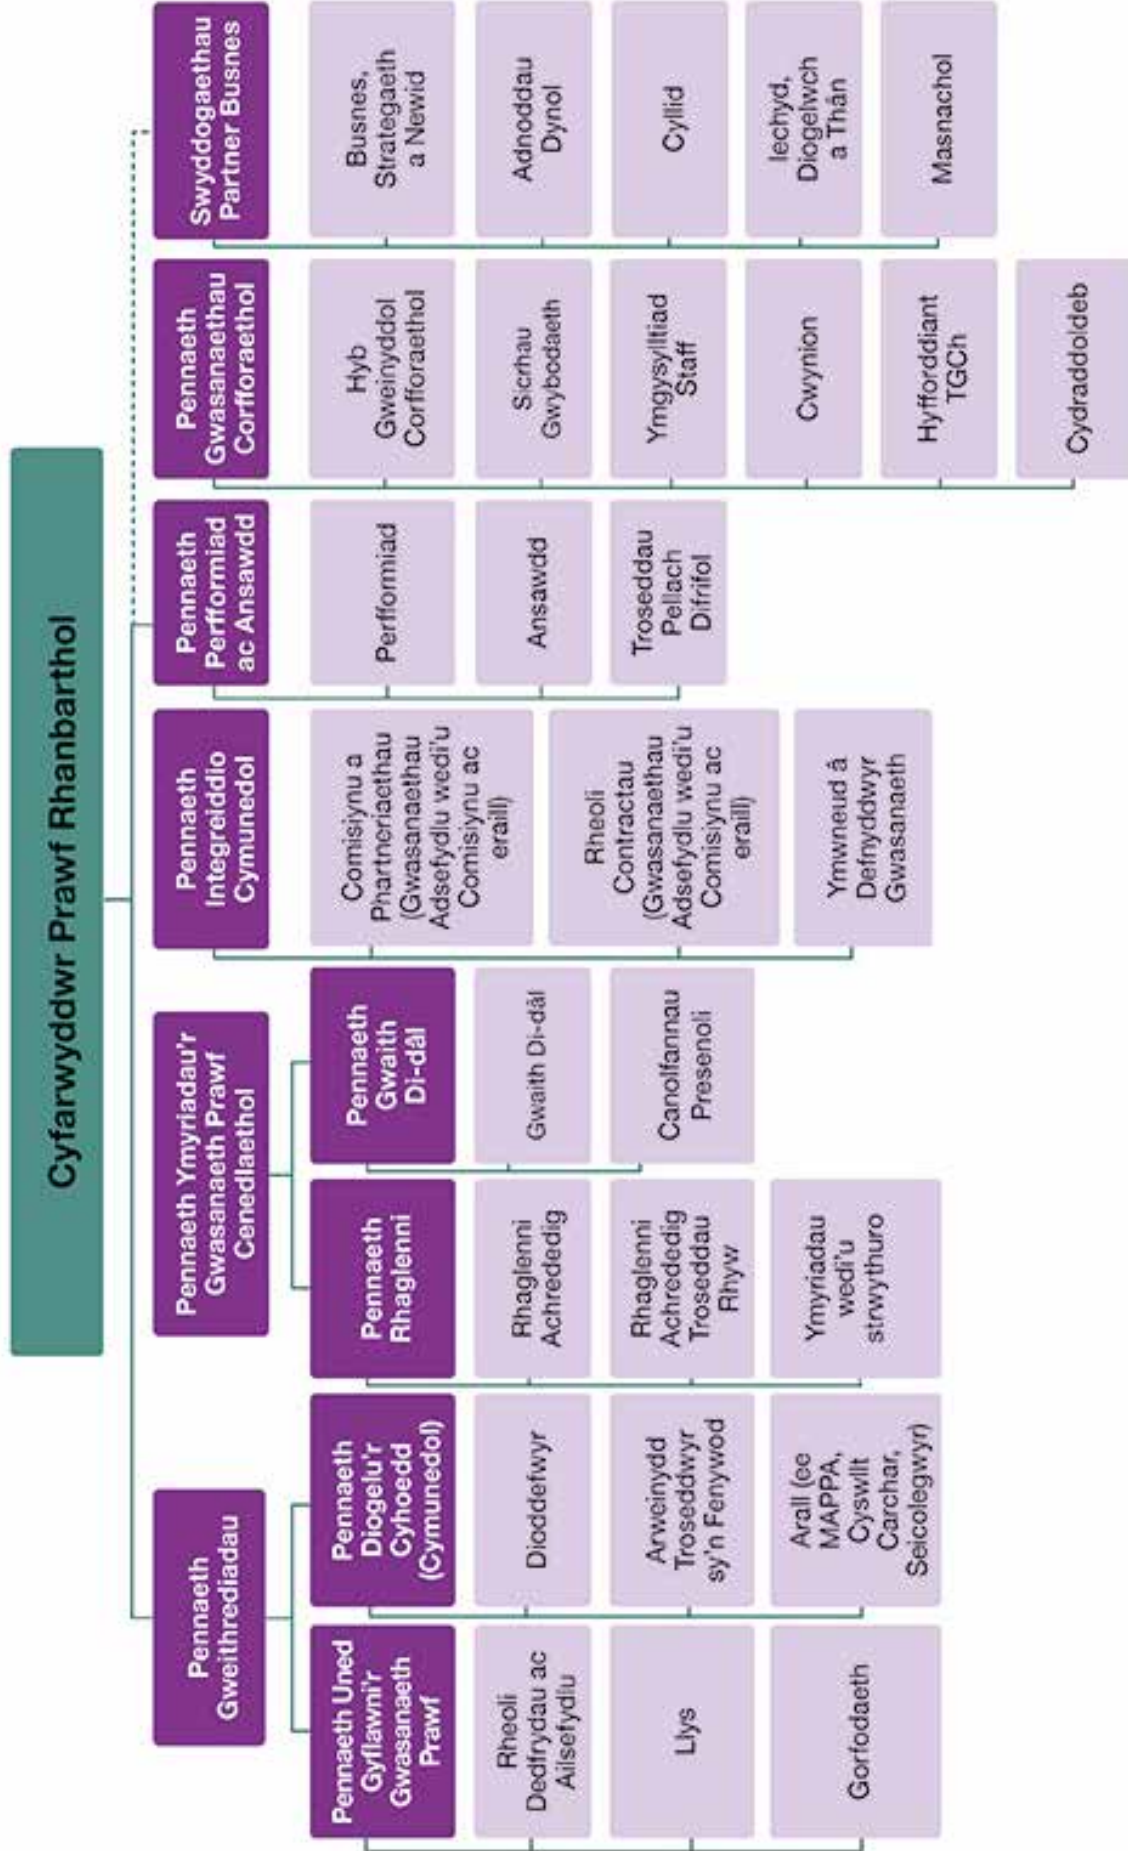 Cyfarwyddwr Prawf Rhanbarthol
Pennaeth
Gweithrediadau
Pennaeth Uned
Gyflawni'r
Gwasanaeth
Prawf
Rheoli
Dedfrydau ac
Ailsefydlu
Llys
Gorfodaeth
Pennaeth
Diogelu'r
Cyhoedd
(Cymunedol)
Dioddefwyr
Arweinydd
Troseddwyr
sy'n Fenywod
Arall (ee
MAPPA,
Cyswllt
Carchar,
Seicolegwyr)
Pennaeth Ymyriadau'r
Gwasanaeth Prawf
Cenedlaethol
Pennaeth
Rhaglenni
Rhaglenni
Achrededig
Rhaglenni
Achrededig
Troseddau
Rhyw
Ymyriadau
wedi'u
strwythuro
Pennaeth
Gwaith
Di-dâl
Gwaith Di-dâl
Canolfannau
Presenoli
Pennaeth
Integreiddio
Cymunedol
Comisiynu a
Phartneriaethau
(Gwasanaethau
Adsefydlu wedi'u
Comisiynu ac
eraill)
Rheoli
Contractau
(Gwasanaethau
Adsefydlu wedi'u
Comisiynu ac
eraill)
Ymwneud â
Defnyddwyr
Gwasanaeth
Pennaeth
Perfformiad
ac Ansawdd
Perfformiad
Ansawdd
Troseddau
Pellach
Difrifol
Pennaeth
Gwasanaethau
Corfforaethol
Hyb
Gweinyddol
Corfforaethol
Sicrhau
Gwybodaeth
Ymgysylltiad
Staff
Cwynion
Hyfforddiant
TGCh
Cydraddoldeb
Swyddogaethau
Partner Busnes
Busnes,
Strategaeth
a Newid
Adnoddau
Dynol
Cyllid
Iechyd,
Diogelwch
a Thân
Masnachol